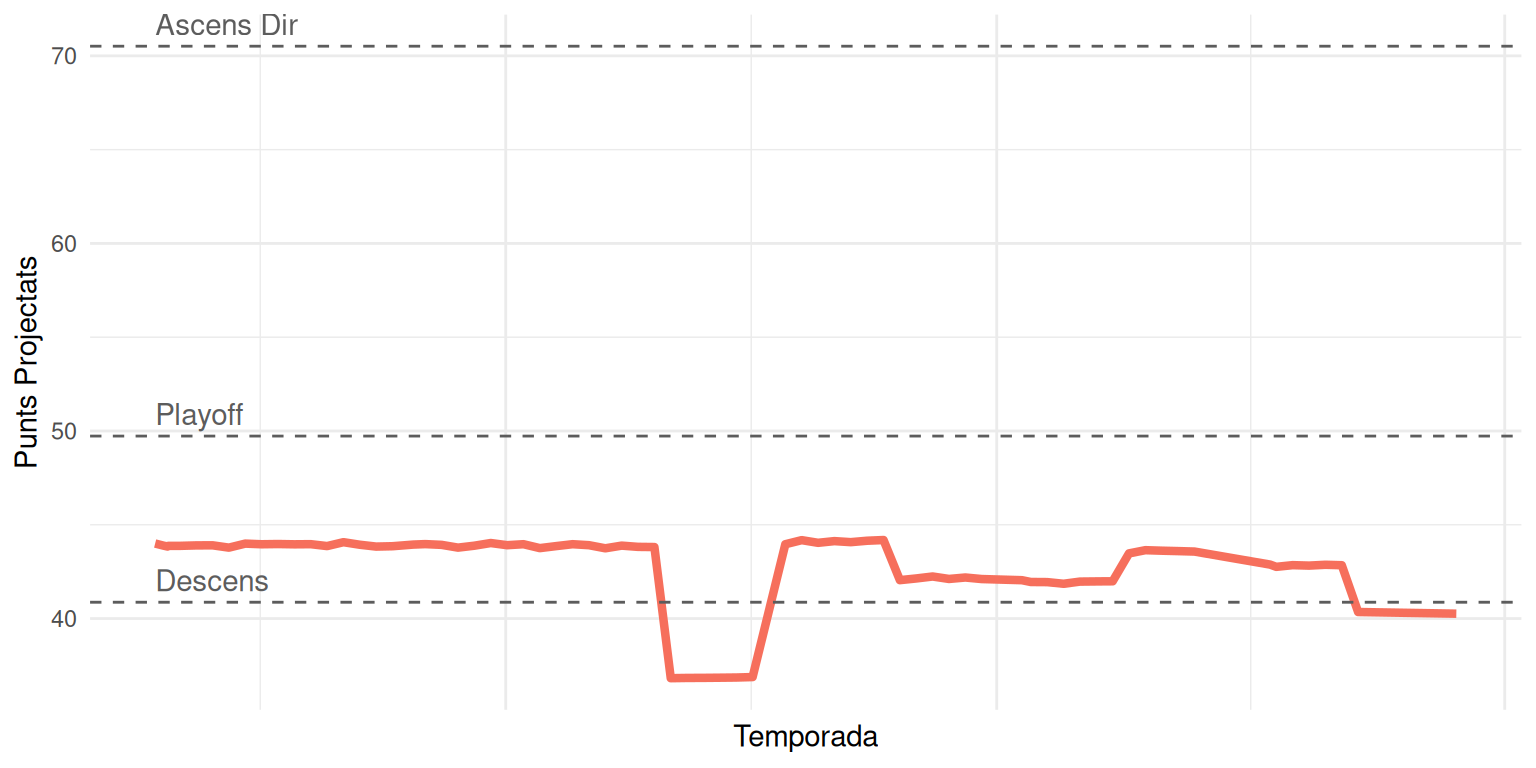 Ascens Dir
70
60
Punts Projectats
Playoff
50
Descens
40
Temporada